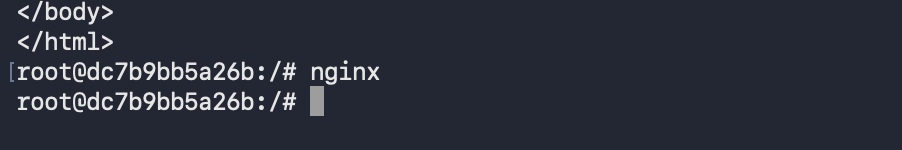 </body>
</html>
[root@dc7b9bb5a26b:/# nginx
root@dc7b9bb5a26b:/#